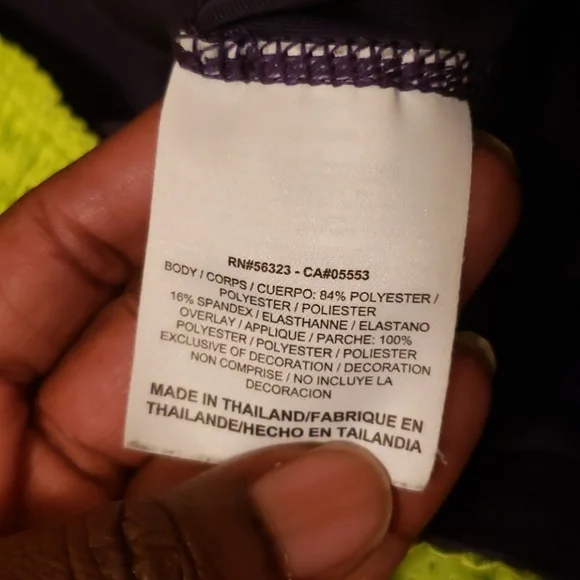 RN#56323 - CA#05553
BODY / CORPS / CUERPO: 84% POLYESTER /
POLYESTER / POLIESTER
16% SPANDEX / ELASTHANNE / ELASTANO
OVERLAY / APPLIQUE / PARCHE: 100%
POLYESTER / POLYESTER / POLIESTER
EXCLUSIVE OF DECORATION / DECORATION
NON COMPRISE / NO INCLUYE LA
DECORACION
MADE IN THAILAND/FABRIQUE EN
THAILANDE/HECHO EN TAILANDIA